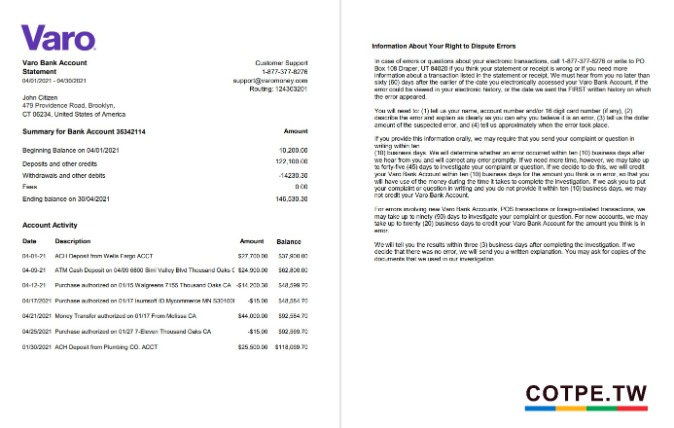 Varo
Varo Bank Account
Statement
04/01/2021 - 04/30/2021
Customer Support
1-877-377-8278
support@varomoney.com
Routing: 124303201
John Citizen
479 Providence Road, Brooklyn,
CT 06234, United States of America
Summary for Bank Account 35342114 Amount
Beginning Balance on 04/01/2021 10,209.00
Deposits and other credits 122,100.00
Withdrawals and other debits -14230.30
Fees 0.00
Ending balance on 30/04/2021 146,539.30
Account Activity
Date Description Amount Balance
04-01-21 ACH Deposit from Wells Fargo ACCT $27,700.00
04-09-21 ATM Cash Deposit on 04/09 6800 Simi Valley Blvd Thousand Oaks C $24,900.00
04-12-21 Purchase authorized on 01/15 Walgreens 7155 Thousand Oaks CA -$14,200.30 $48,599.70
04/17/2021 Purchase authorized on 01/17 Mycommerce MN -$15.00 $48,554.70
04/21/2021 Money Transfer authorized on 01/17 From Melissa CA $44,000.00 $92,554.70
04/25/2021 Purchase authorized on 01/27 7-Eleven Thousand Oaks CA -$15.00
01/30/2021 ACH Deposit from Plumbing CO. ACCT $25,500.00 $118,059.70
Information About Your Right to Dispute Errors
In case of errors or questions about your electronic transactions, call 1-877-377-8278 or write to PO
Box 108 Draper, UT 84020 if you think your statement or receipt is wrong or if you need more
information about a transaction listed in the statement or receipt. We must hear from you no later than
sixty (60) days after the earlier of the date you electronically accessed your Varo Bank Account, if the
error could be viewed in your electronic history, or the date we sent the FIRST written history on which
the error appeared.
You will need to: (1) tell us your name, account number and/or 16 digit card number (if any), (2)
describe the error and explain as clearly as you can why you believe it is an error, (3) tell us the dollar
amount of the suspected error, and (4) tell us approximately when the error took place.
If you provide this information orally, we may require that you send your complaint or question in
writing within ten
(10) business days. We will determine whether an error occurred within ten (10) business days after
we hear from you and will correct any error promptly. If we need more time, however, we may take up
to forty-five (45) days to investigate your complaint or question. If we decide to do this, we will credit
your Varo Bank Account within ten (10) business days for the amount you think is in error, so that you
will have use of the money during the time it takes to complete the investigation. If we ask you to put
your complaint or question in writing and you do not provide it within ten (10) business days, we may
not credit your Bank Account.
For errors involving new Varo Bank Accounts, POS transactions or foreign-initiated transactions, we
may take up to ninety (90) days to investigate your complaint or question. For new accounts, we may
take up to twenty (20) business days to credit your Varo Bank Account for the amount you think is in
error.
We will tell you the results within three (3) business days after completing the investigation. If we
decide that there was no error, we will send you a written explanation. You may ask for copies of the
documents that we used in our investigation.
COTPE.TW